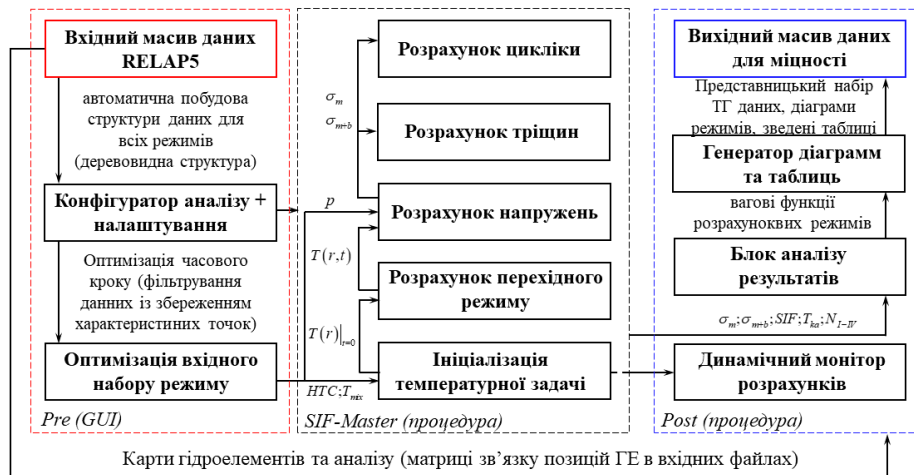 Вхідний масив даних
RELAP5
автоматична побудова
структури даних для
всіх режимів
(деревовидна структура)
Конфігуратор аналізу +
налаштування
Оптимізація часового
кроку (фільтрування
данних із збереженням
характеристиних точок)
Оптимізація вхідного
набору режиму
Pre (GUI)
Розрахунок цикліки
σm
σm+b
Розрахунок тріщин
p
Розрахунок напружень
T(r,t)
Розрахунок перехідного
режиму
T(r)|τ=0
Ініціалізація
температурної задачі
HTC;Tmix
SIF-Master (процедура)
Вихідний масив даних
для міцності
Представницький набір
ТГ даних, діаграми
режимів, зведені таблиці
Генератор діаграмм
та таблиць
вагові функції
розрахуноквих режимів
Блок аналізу
результатів
σm;σm+b;SIF;Tka;NI−IV
Динамічний монітор
розрахунків
Post (процедура)
Карти гідроелементів та аналізу (матриці зв’язку позицій ГЕ в вхідних файлах)